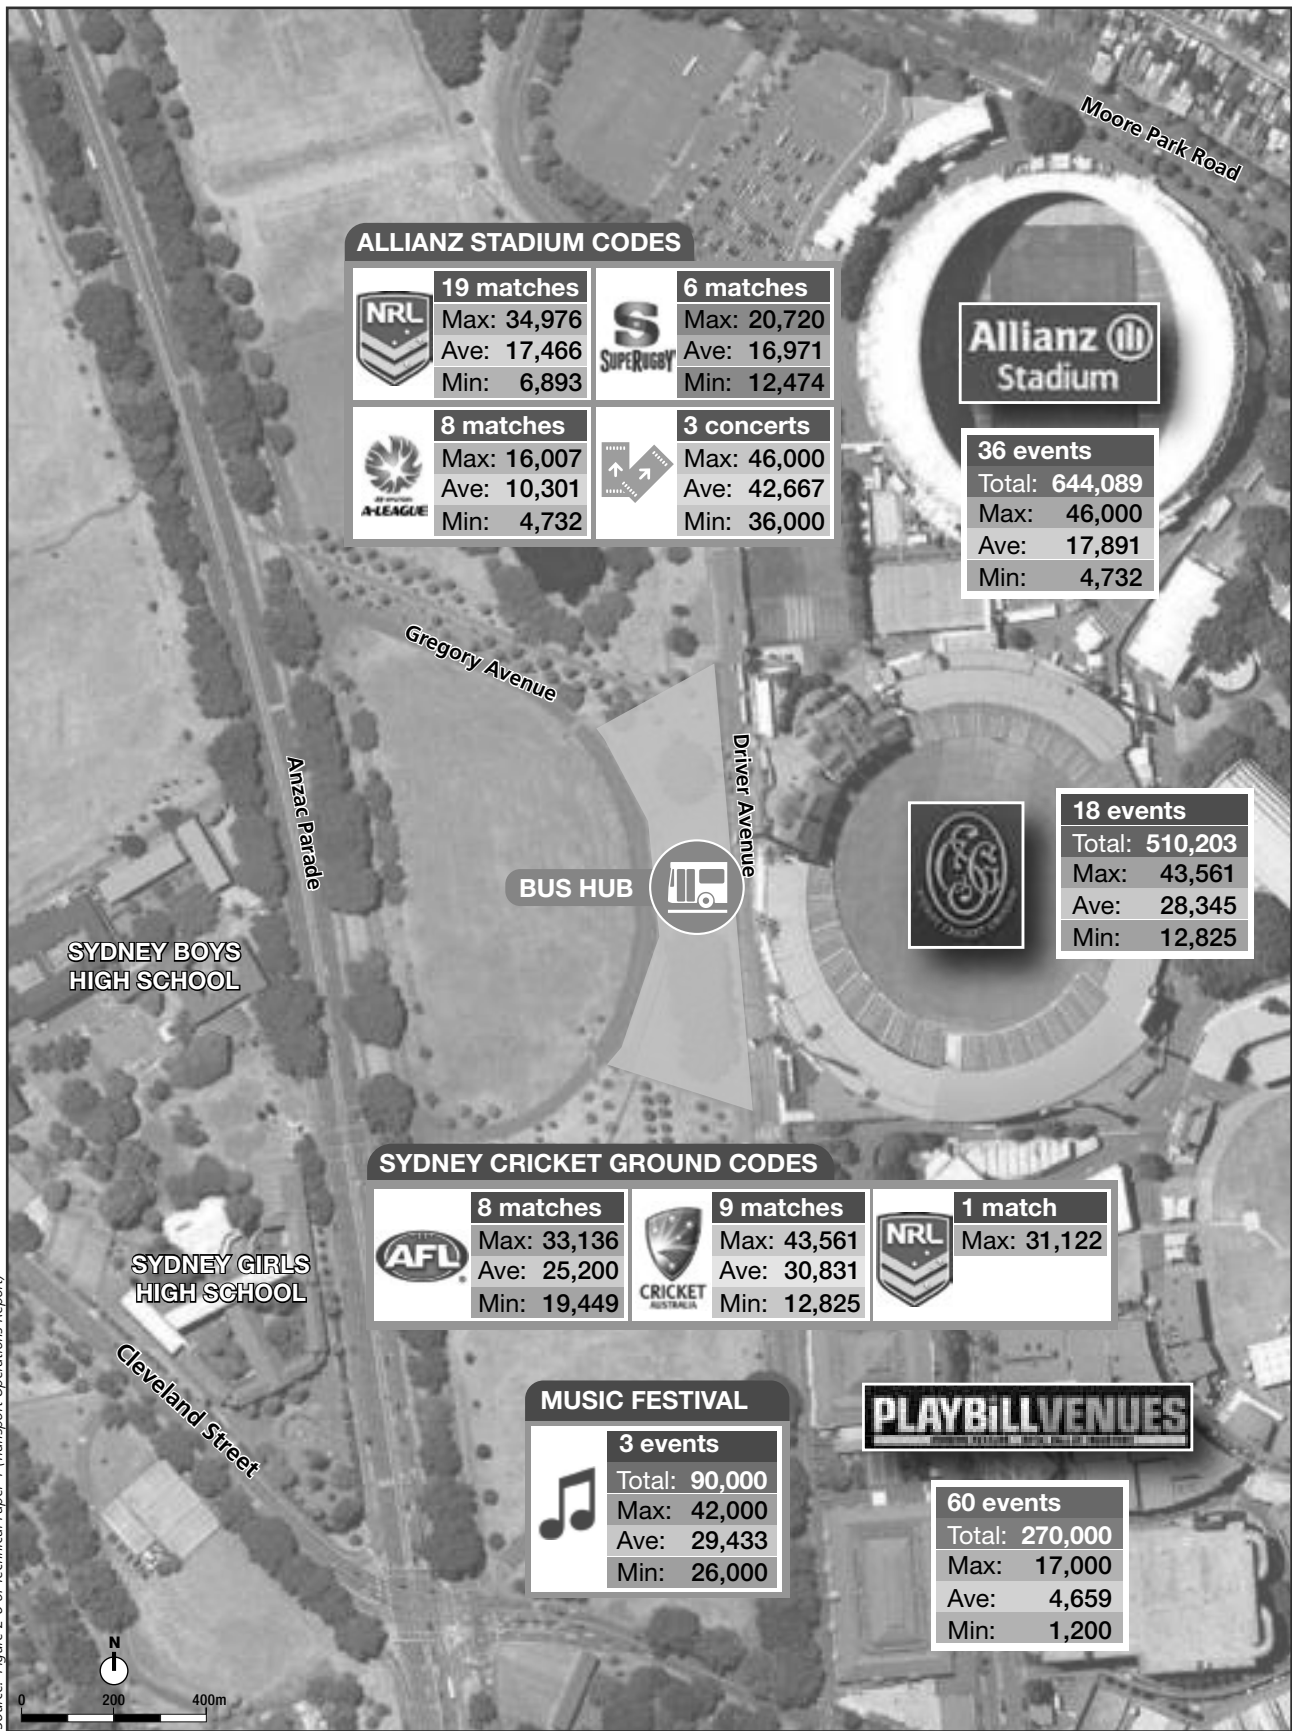 Moore Park Road
ALLIANZ STADIUM CODES
NRL
19 matches
Max: 34,976
Ave: 17,466
Min: 6,893
SUPERUGBY
6 matches
Max: 20,720
Ave: 16,971
Min: 12,474
A-LEAGUE
8 matches
Max: 16,007
Ave: 10,301
Min: 4,732
3 concerts
Max: 46,000
Ave: 42,667
Min: 36,000
Allianz
Stadium
36 events
Total: 644,089
Max: 46,000
Ave: 17,891
Min: 4,732
Gregory Avenue
Driver Avenue
Anzac Parade
BUS HUB
18 events
Total: 510,203
Max: 43,561
Ave: 28,345
Min: 12,825
SYDNEY BOYS
HIGH SCHOOL
SYDNEY CRICKET GROUND CODES
AFL
8 matches
Max: 33,136
Ave: 25,200
Min: 19,449
CRICKET
AUSTRALIA
9 matches
Max: 43,561
Ave: 30,831
Min: 12,825
NRL
1 match
Max: 31,122
SYDNEY GIRLS
HIGH SCHOOL
Cleveland Street
MUSIC FESTIVAL
3 events
Total: 90,000
Max: 42,000
Ave: 29,433
Min: 26,000
PLAYBiLLVENUES
60 events
Total: 270,000
Max: 17,000
Ave: 4,659
Min: 1,200
N
0 200 400m